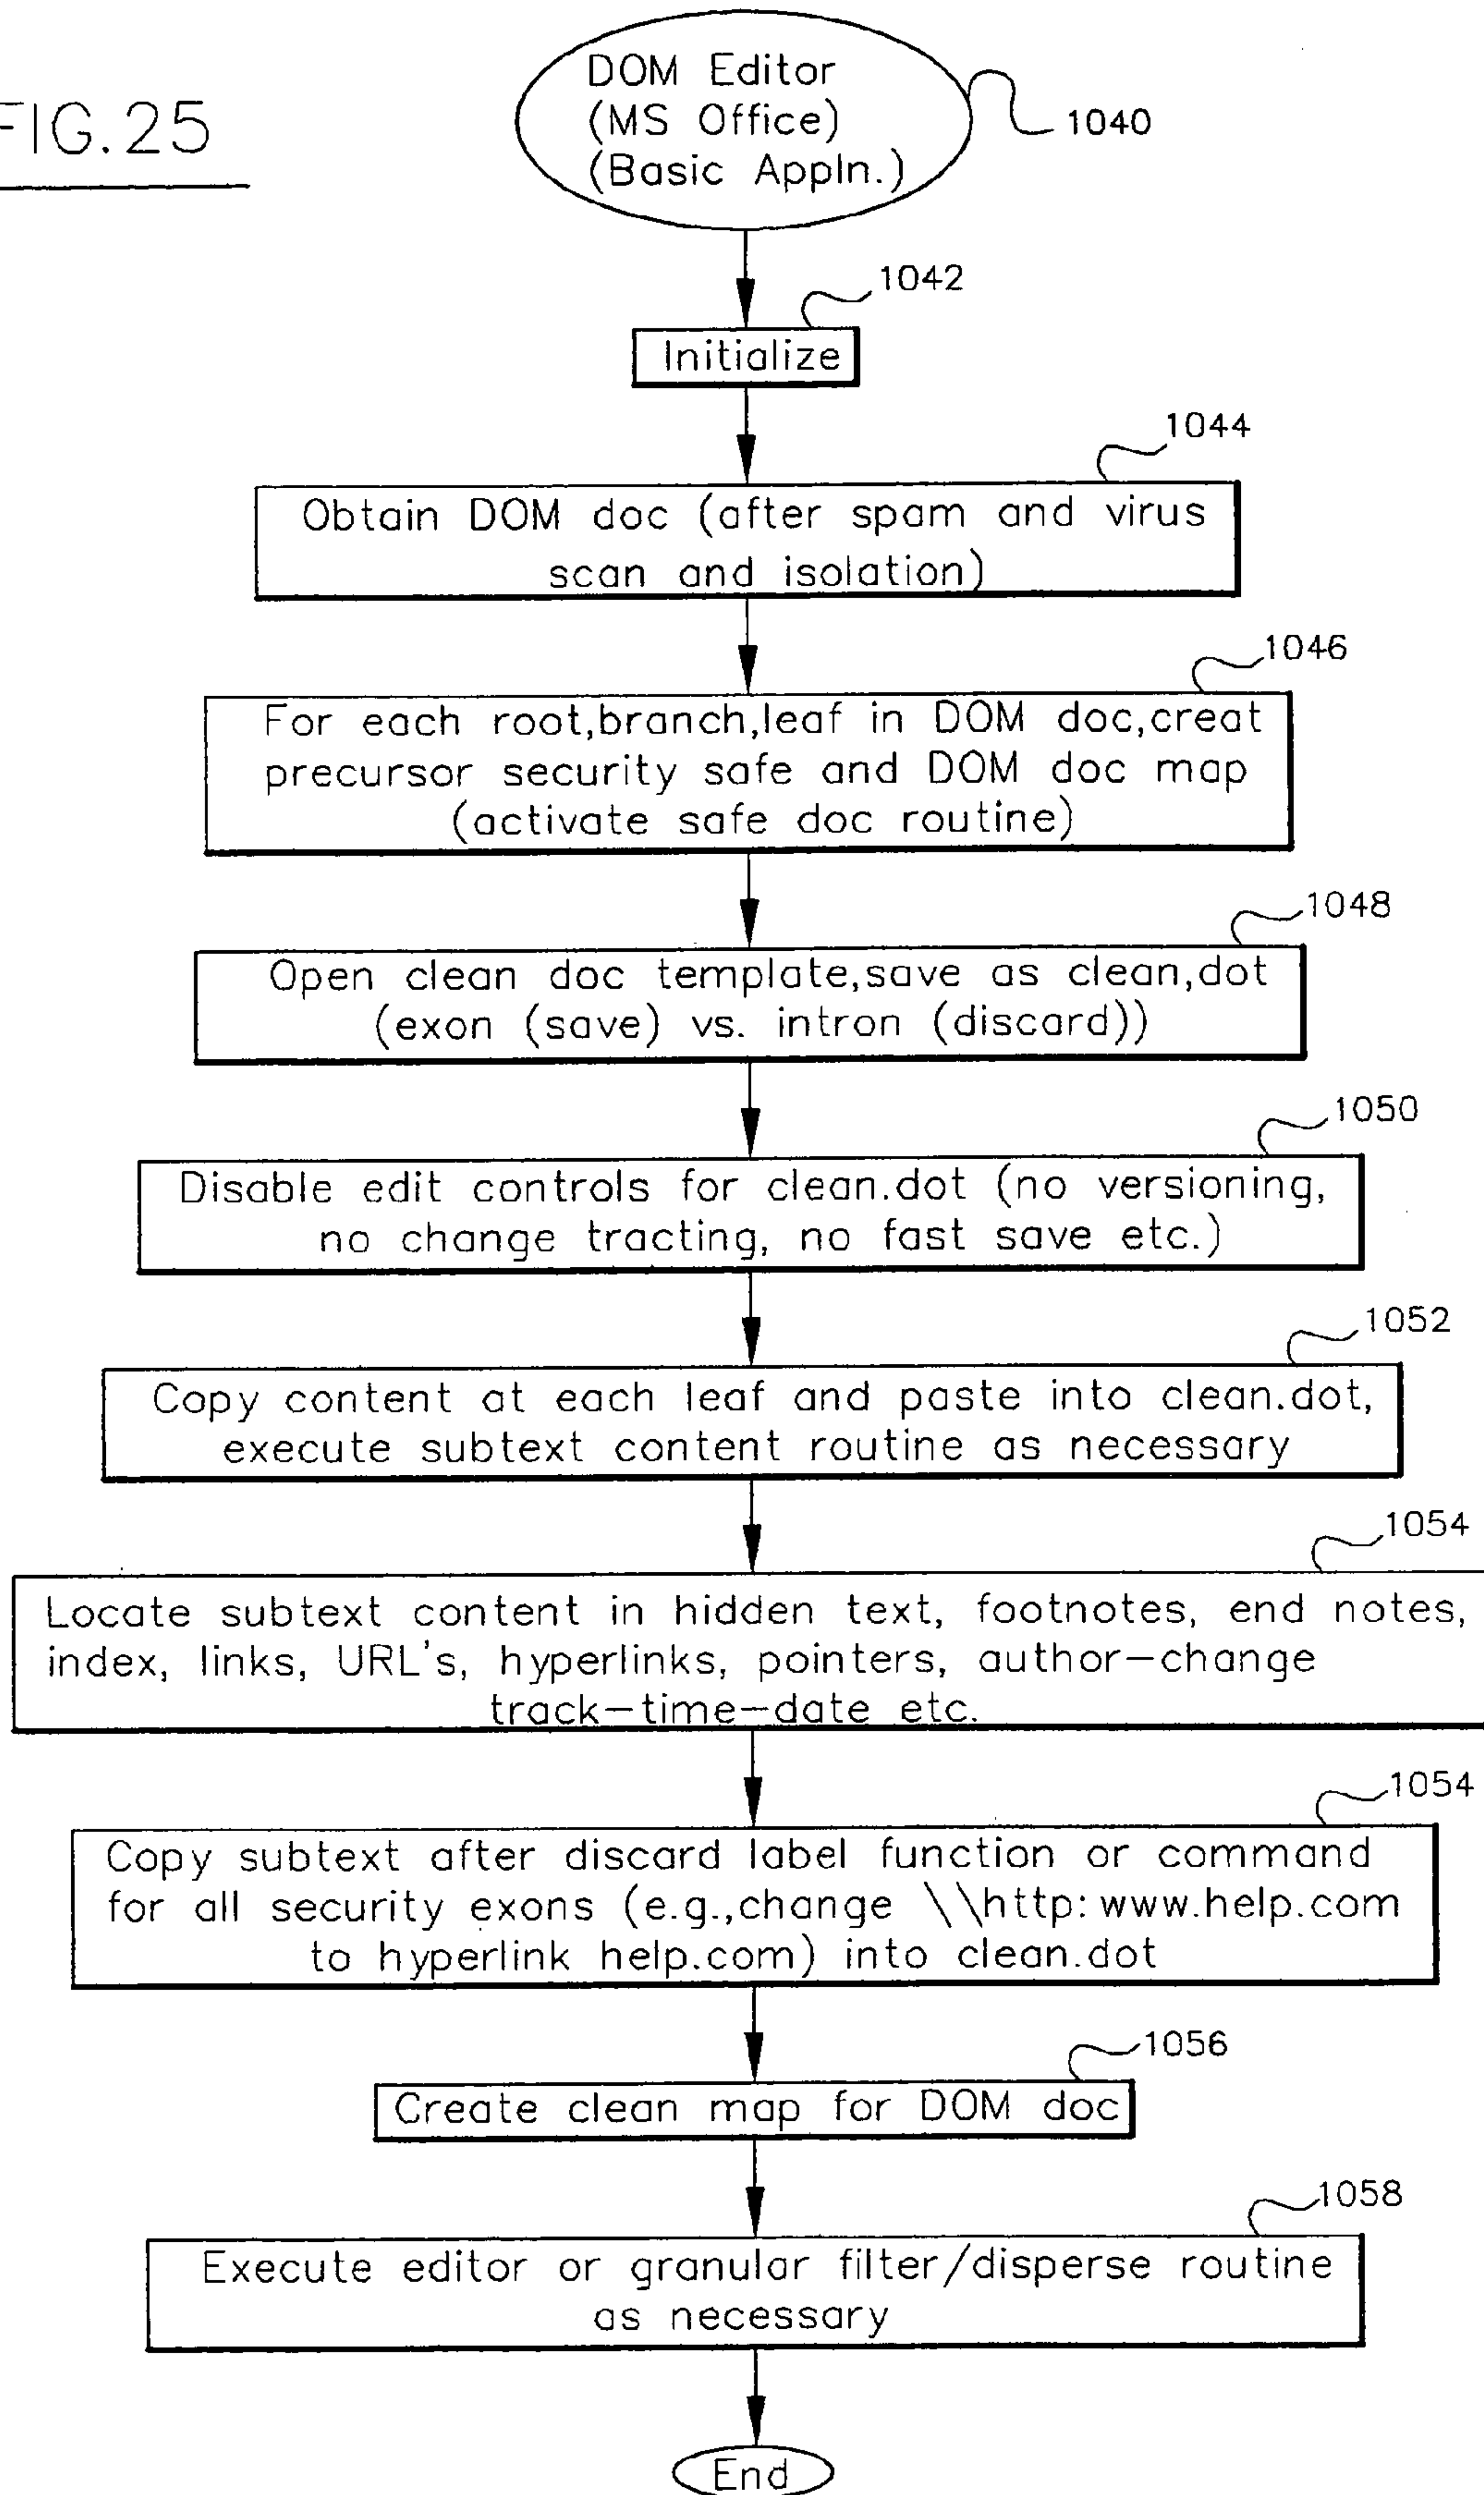 FIG.25
DOM Editor
(MS Office)
(Basic Appln.)
1040
1042
Initialize
1044
Obtain DOM doc (after spam and virus
scan and isolation)
1046
For each root,branch,leaf in DOM doc,creat
precursor security safe and DOM doc map
(activate safe doc routine)
1048
Open clean doc template,save as clean,dot
(exon (save) vs. intron (discard))
1050
Disable edit controls for clean.dot (no versioning,
no change tracting, no fast save etc.)
1052
Copy content at each leaf and paste into clean.dot,
execute subtext content routine as necessary
1054
Locate subtext content in hidden text, footnotes, end notes,
index, links, URL's, hyperlinks, pointers, author-change
track-time-date etc.
1054
Copy subtext after discard label function or command
for all security exons (e.g.,change \\http: www.help.com
to hyperlink help.com) into clean.dot
1056
Create clean map for DOM doc
1058
Execute editor or granular filter/disperse routine
as necessary
End